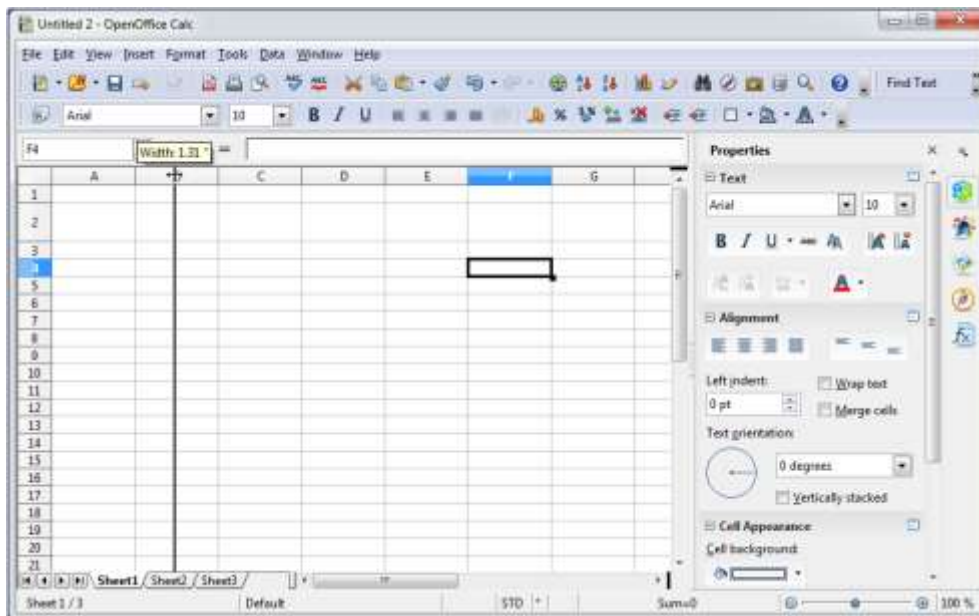 Untitled 2 - OpenOffice Calc
File Edit View Insert Format Tools Data Window Help
Find Text
Arial 10 B I U %
F4 Width: 1.31 " =
Properties
A C D E F G
Text
1
Arial 10
2
B I U
3
4
5
6
7
Alignment
8
9
10
Left indent: Wrap text
11
0 pt Merge cells
12
13
Text orientation:
14
15
0 degrees
16
17
Vertically stacked
18
19
Cell Appearance
20
Cell background:
21
Sheet1 Sheet2 Sheet3
Sheet 1 / 3 Default STD * Sum=0 100 %